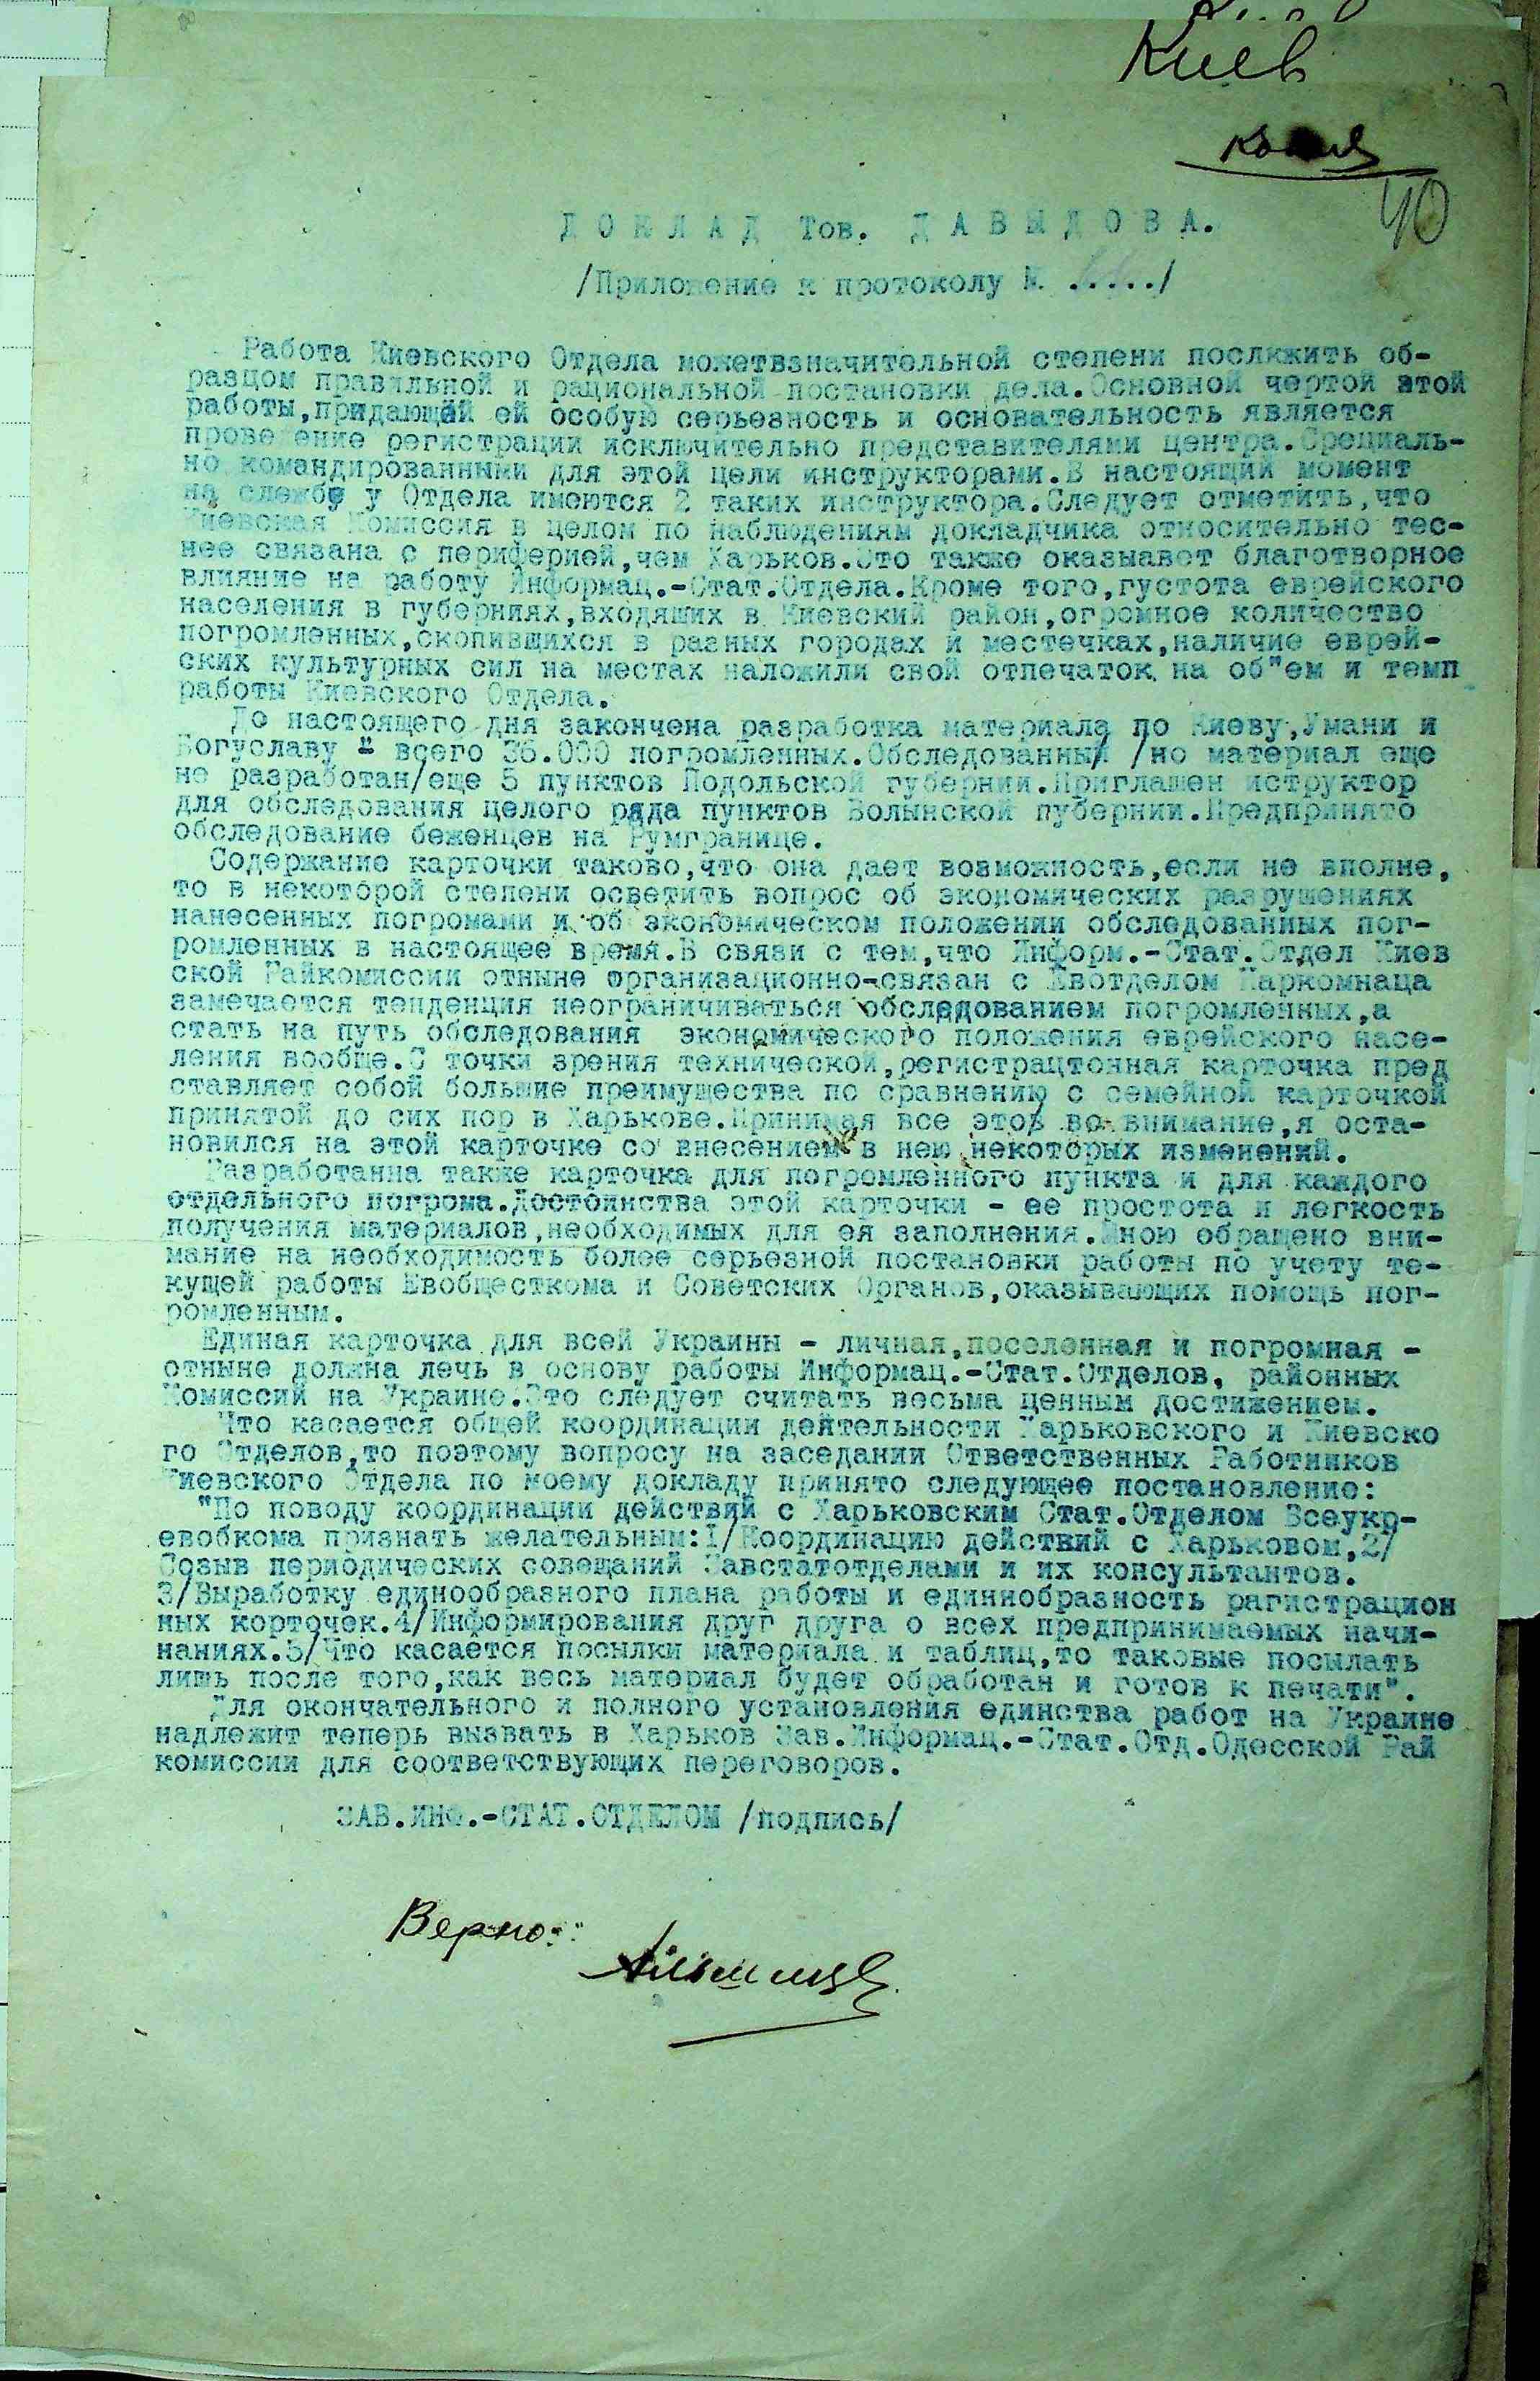 Киев
40
ДОКЛАД Тов. ДАВЫДОВА.
/Приложение к протоколу №...../
Работа Киевского Отделаможетвзначительной степени послжжить об-
разцом правильной и рациональной постановки дела.Основной чертой этой
работы,придающей ей особую серьезность и основательность является
проведение регистрации исключительно представителями центра.Специаль-
но командированными для этой цели инструкторами.В настоящий момент
на службе у Отдела имеются 2 таких инструктора.Следует отметить,что
Киевская Комиссия в целом по наблюдениям докладчика относительно тес-
нее связана с периферией,чем Харьков.Это также оказывает благотворное
влияние на работу Информац.-Стат.Отдела.Кроме того,густота еврейского
населения в губерниях,входящих в Киевский район,огромное количество
погромленных,скопившихся в разных городах и местечках,наличие еврей-
ских культурных сил на местах наложили свой отпечаток на об"ем и темп
работы Киевского Отдела.
До настоящего дня закончена разработка материала по Киеву,Умани и
Богуславу - всего 36.000 погромленных.Обследованны /но материал еще
не разработан/еще 5 пунктов Подольской губернии.Приглашен иструктор
для обследования целого ряда пунктов Волынской губернии.Предпринято
обследование беженцев на Румгранице.
Содержание карточки таково,что она дает возможность,если не вполне,
то в некоторой степени осветить вопрос об экономических разрушениях
нанесенных погромами и об экономическом положении обследованных пог-
ромленных в настоящее время.В связи с тем,что Информ.-Стат.Отдел Киев
ской Райкомиссии отныне организационно-связан с Евотделом Наркомнаца
замечается тенденция неограничиваться обследованием погромленных,а
стать на путь обследования экономического положения еврейского насе-
ления вообще.С точки зрения технической,регистрацтонная карточка пред
ставляет собой большие преимущества по сравнению с семейной карточкой
принятой до сих пор в Харькове.Принимая все это во внимание,я оста-
новился на этой карточке со внесением в нею некоторых изменений.
Разработанна также карточка для погромленного пункта и для каждого
отдельного погрома.Достоинства этой карточки - ее простота и легкость
получения материалов,необходимых для ея заполнения.Мною обращено вни-
мание на необходимость более серьезной постановки работы по учету те-
кущей работы Евобщесткома и Советских Органов,оказывающих помощь пог-
ромленным.
Единая карточка для всей Украины - личная,поселенная и погромная -
отныне должна лечь в основу работы Информац.-Стат.Отделов, районных
Комиссий на Украине.Это следует считать весьма ценным достижением.
Что касается общей координации деятельности Харьковского и Киевско
го Отделов,то поэтому вопросу на заседании Ответственных Работников
Киевского Отдела по моему докладу принято следующее постановление:
"По поводу координации действий с Харьковским Стат.Отделом Всеукр-
евобкома признать желательным:1/Координацию действий с Харьковом,2/
Созыв периодических совещаний Завстатотделами и их консультантов.
3/Выработку единообразного плана работы и единнобразность рагистрацион
ных корточек.4/Информирования друг друга о всех предпринимаемых начи-
наниях.5/Что касается посылки материала и таблиц,то таковые посылать
лишь после того,как весь материал будет обработан и готов к печати".
Для окончательного и полного установления единства работ на Украине
надлежит теперь вызвать в Харьков Зав.Информац.-Стат.Отд.Одесской Рай
комиссии для соответствующих переговоров.
ЗАВ.ИНФ.-СТАТ.ОТДЕЛОМ /подпись/
Верно: